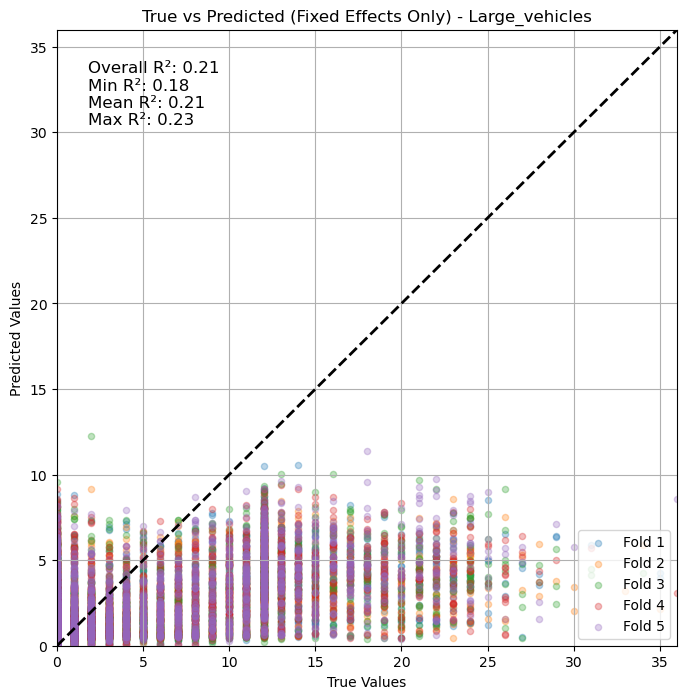 True vs Predicted (Fixed Effects Only) - Large_vehicles
Overall R²: 0.21
Min R²: 0.18
Mean R²: 0.21
Max R²: 0.23
35
30
25
20
15
10
5
0
Predicted Values
0 5 10 15 20 25 30 35
True Values
Fold 1
Fold 2
Fold 3
Fold 4
Fold 5